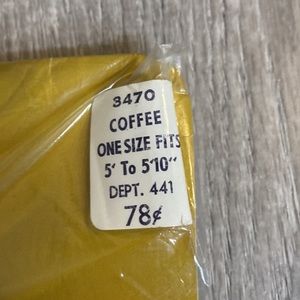 3470
COFFEE
ONE SIZE FITS
5' To 5'10"
DEPT. 441
78¢